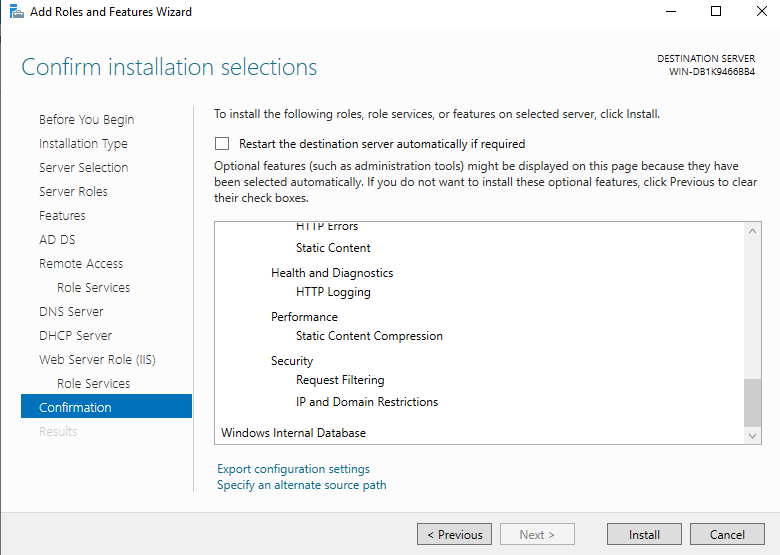 Add Roles and Features Wizard
Confirm installation selections
DESTINATION SERVER
WIN-DB1K9466BB4
Before You Begin
Installation Type
Server Selection
Server Roles
Features
AD DS
Remote Access
Role Services
DNS Server
DHCP Server
Web Server Role (IIS)
Role Services
Confirmation
Results
To install the following roles, role services, or features on selected server, click Install.
Restart the destination server automatically if required
Optional features (such as administration tools) might be displayed on this page because they have
been selected automatically. If you do not want to install these optional features, click Previous to clear
their check boxes.
HTTP Errors
Static Content
Health and Diagnostics
HTTP Logging
Performance
Static Content Compression
Security
Request Filtering
IP and Domain Restrictions
Windows Internal Database
Export configuration settings
Specify an alternate source path
< Previous
Next >
Install
Cancel